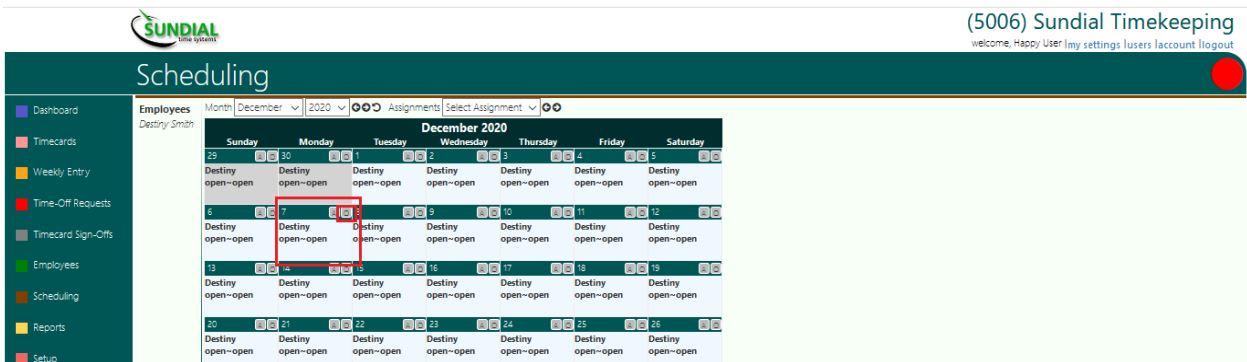 SUNDIAL
time systems
(5006) Sundial Timekeeping
welcome, Happy User |my settings |users |account |logout
Scheduling
Dashboard
Timecards
Weekly Entry
Time-Off Requests
Timecard Sign-Offs
Employees
Scheduling
Reports
Setup
Employees
Destiny Smith
Month December 2020 Assignments Select Assignment
December 2020
Sunday Monday Tuesday Wednesday Thursday Friday Saturday
29 30 1 2 3 4 5
Destiny Destiny Destiny Destiny Destiny Destiny Destiny
open~open open~open open~open open~open open~open open~open open~open
6 7 8 9 10 11 12
Destiny Destiny Destiny Destiny Destiny Destiny Destiny
open~open open~open open~open open~open open~open open~open open~open
13 14 15 16 17 18 19
Destiny Destiny Destiny Destiny Destiny Destiny Destiny
open~open open~open open~open open~open open~open open~open open~open
20 21 22 23 24 25 26
Destiny Destiny Destiny Destiny Destiny Destiny Destiny
open~open open~open open~open open~open open~open open~open open~open